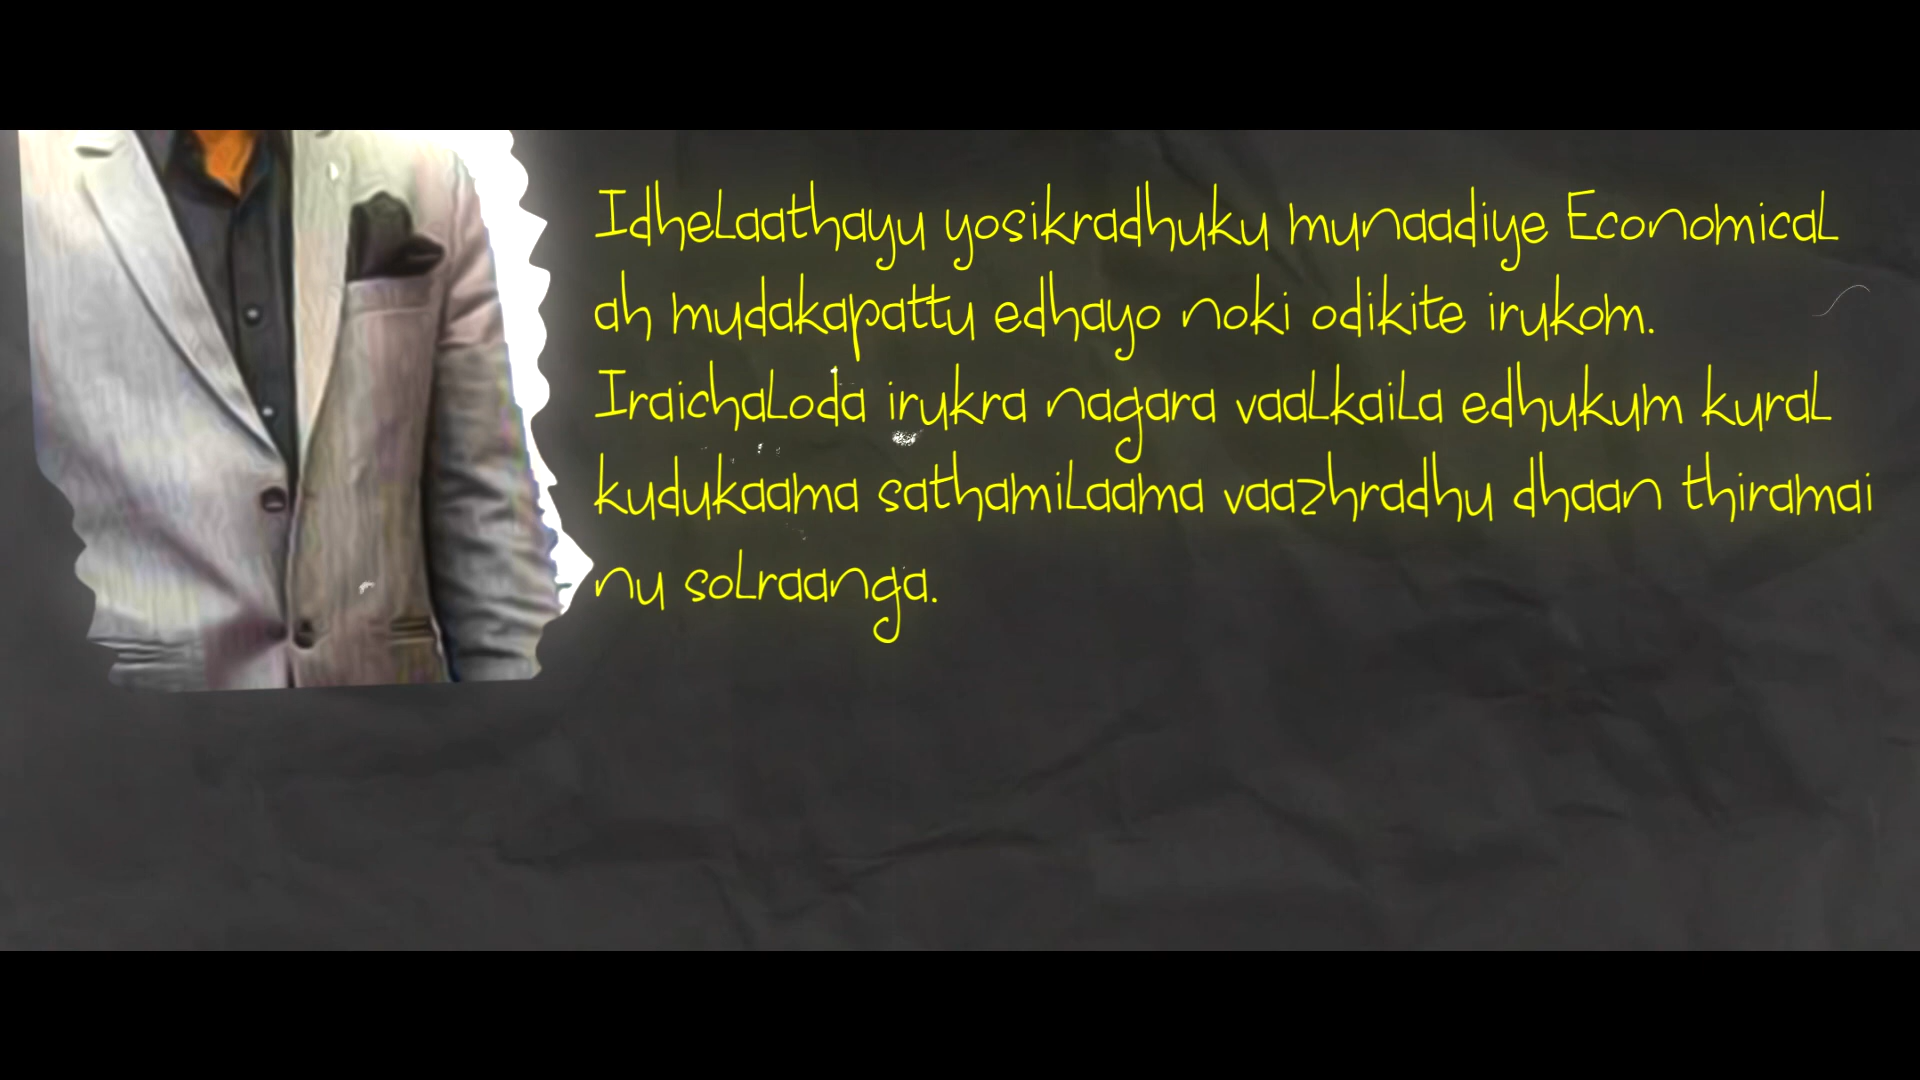 Idhelaathayu yosikradhuku munaadiye Economical
ah mudakapattu edhayo noki odikite irukom.
Iraichaloda irukra nagara vaalkaila edhukum kural
kudukaama sathamilaama vaazhradhu dhaan thiramai
nu solraanga.